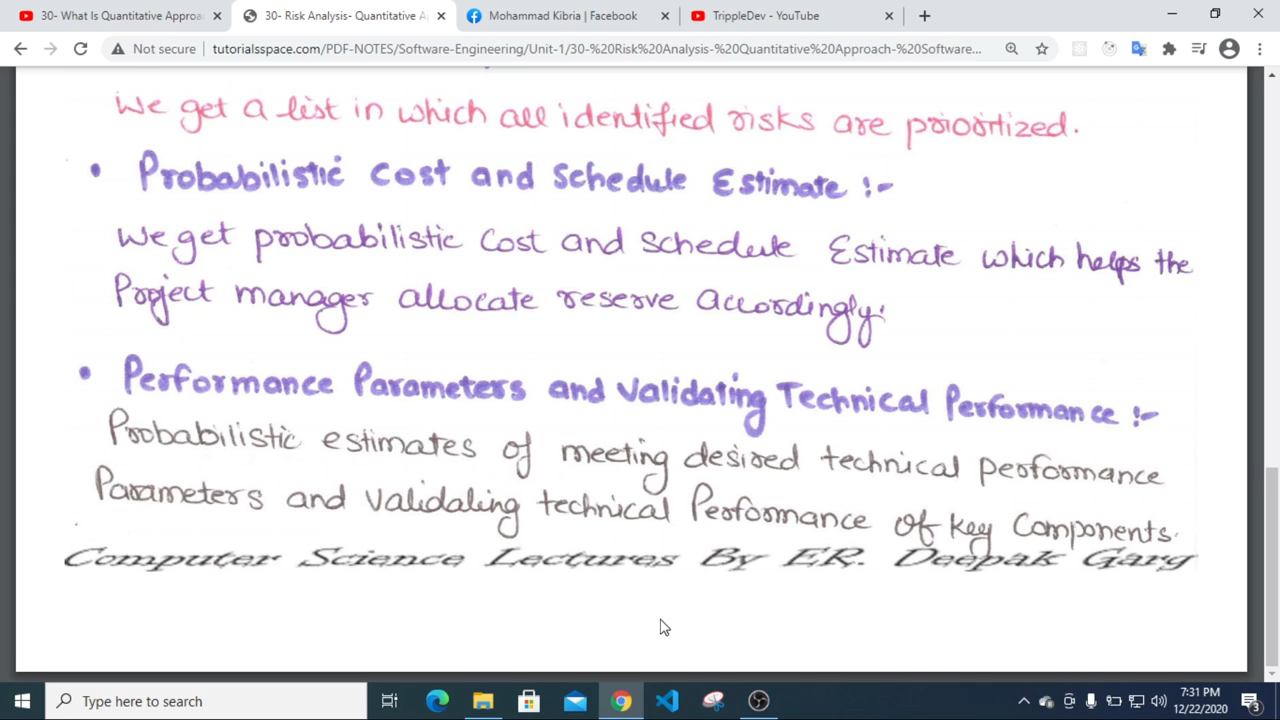 30- What Is Quantitative Approac
30- Risk Analysis- Quantitative A
Mohammad Kibria | Facebook
TrippleDev - YouTube
Not secure
tutorialsspace.com/PDF-NOTES/Software-Engineering/Unit-1/30-%20Risk%20Analysis-%20Quantitative%20Approach-%20Software...
We get a list in which all identified risks are prioritized.
• Probabilistic Cost and Schedule Estimate :-
We get probabilistic Cost and Schedule Estimate which helps the
Project manager allocate reserve Accordingly.
• Performance Parameters and Validating Technical Performance :-
Probabilistic estimates of meeting desired technical performance
Parameters and validating technical Performance of key Components.
Computer Science Lectures By ER. Deepak Garg
Type here to search
7:31 PM
12/22/2020
3